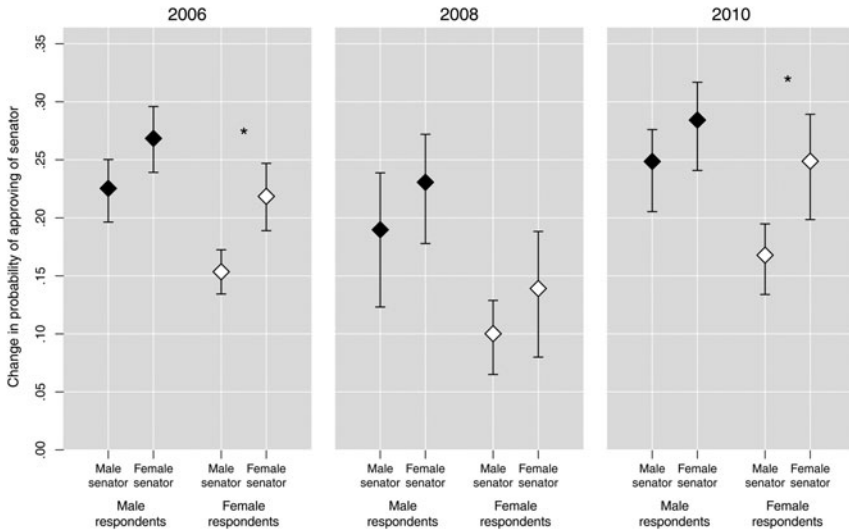 2006
2008
2010
Change in probability of approving of senator
.35
.30
.25
.20
.15
.10
.05
.00
*
*
Male Female Male Female Male Female Male Female Male Female Male Female
senator senator senator senator senator senator senator senator senator senator senator senator
Male Female Male Female Male Female
respondents respondents respondents respondents respondents respondents